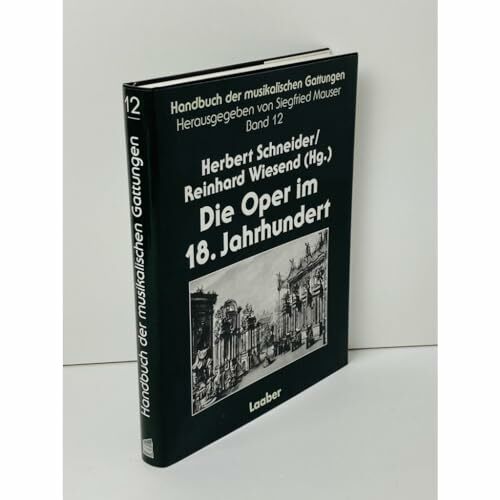 12
Handbuch der musikalischen Gattungen
Handbuch der musikalischen Gattungen
Herausgegeben von Siegfried Mauser
Band 12
Herbert Schneider/
Reinhard Wiesend (Hg.)
Die Oper im
18. Jahrhundert
Laaber